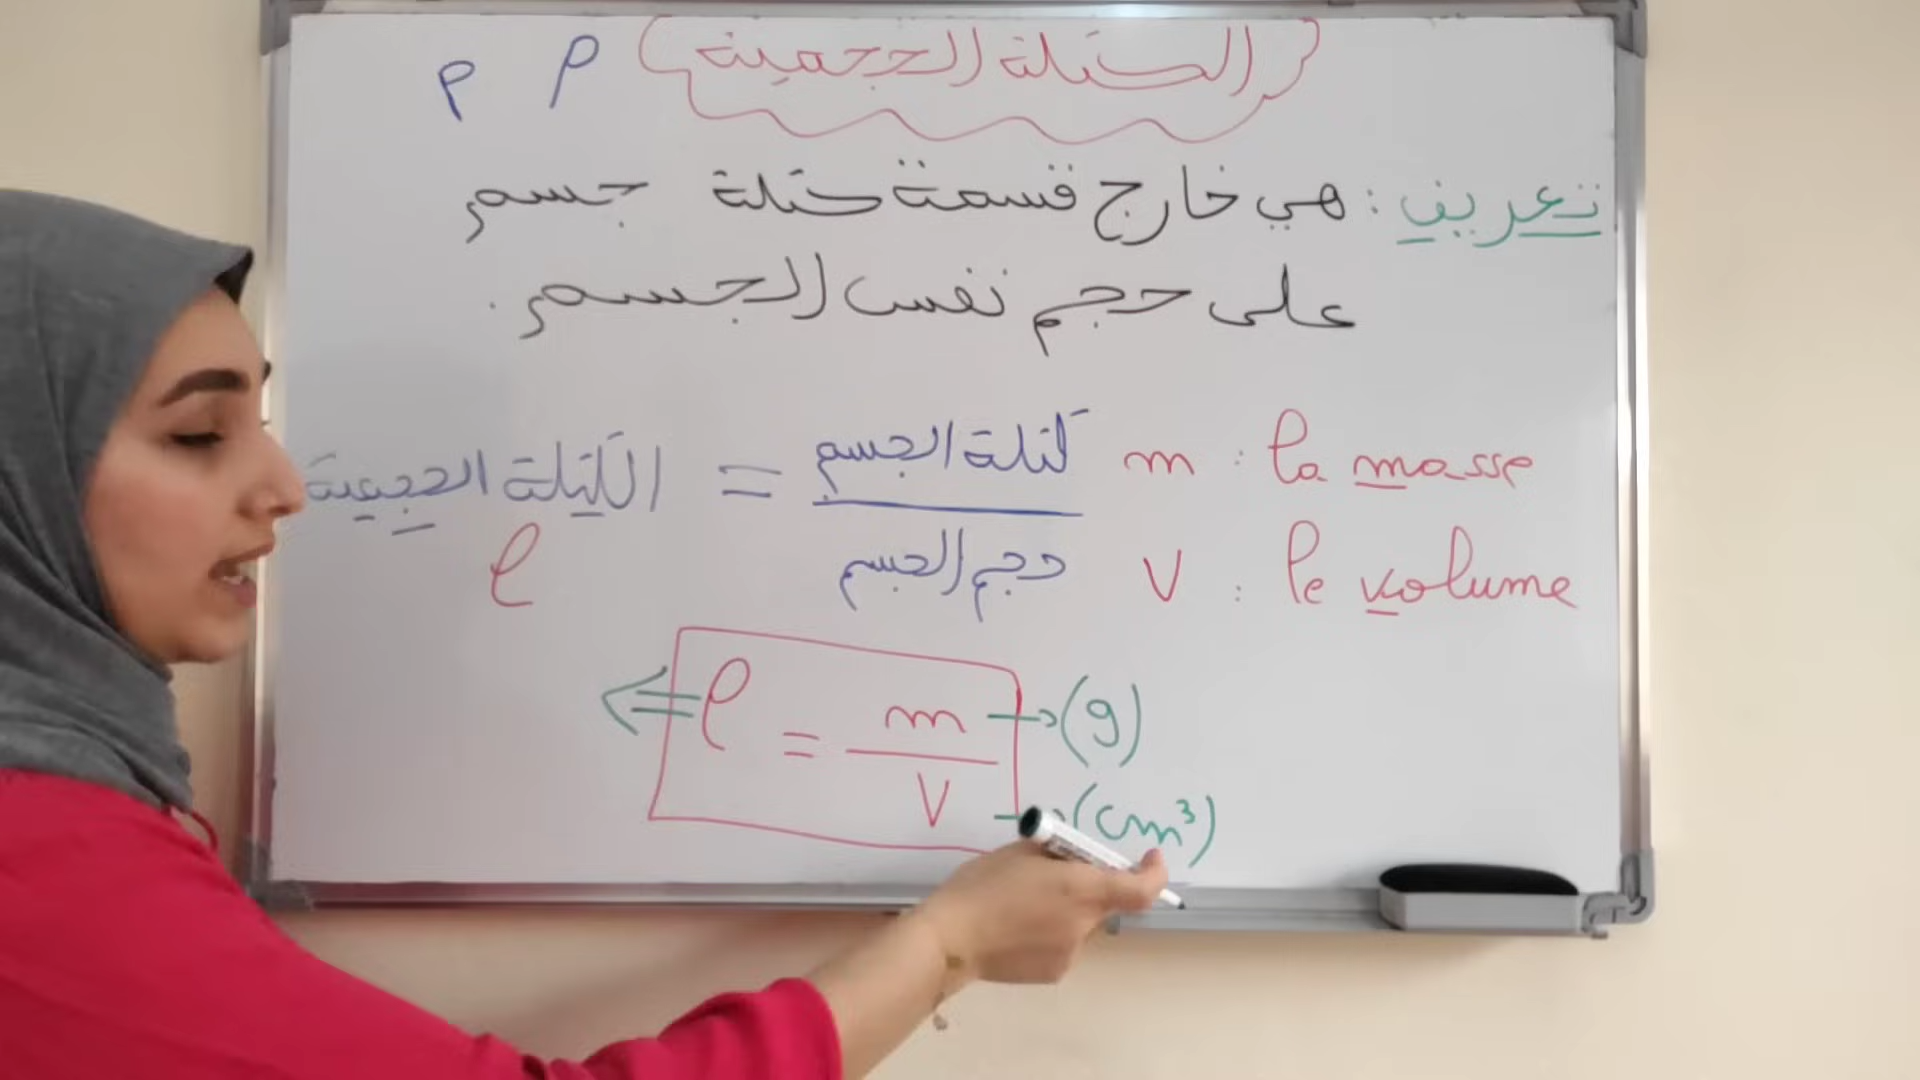 الكتلة الحجمية ρ ρ
تعريف : هي خارج قسمة كتلة جسم
على حجم نفس الجسم .
الكتلة الحجمية = كتلة الجسم / حجم الجسم
ρ
m : la masse
V : le volume
ρ = m / V
(g)
(cm³)